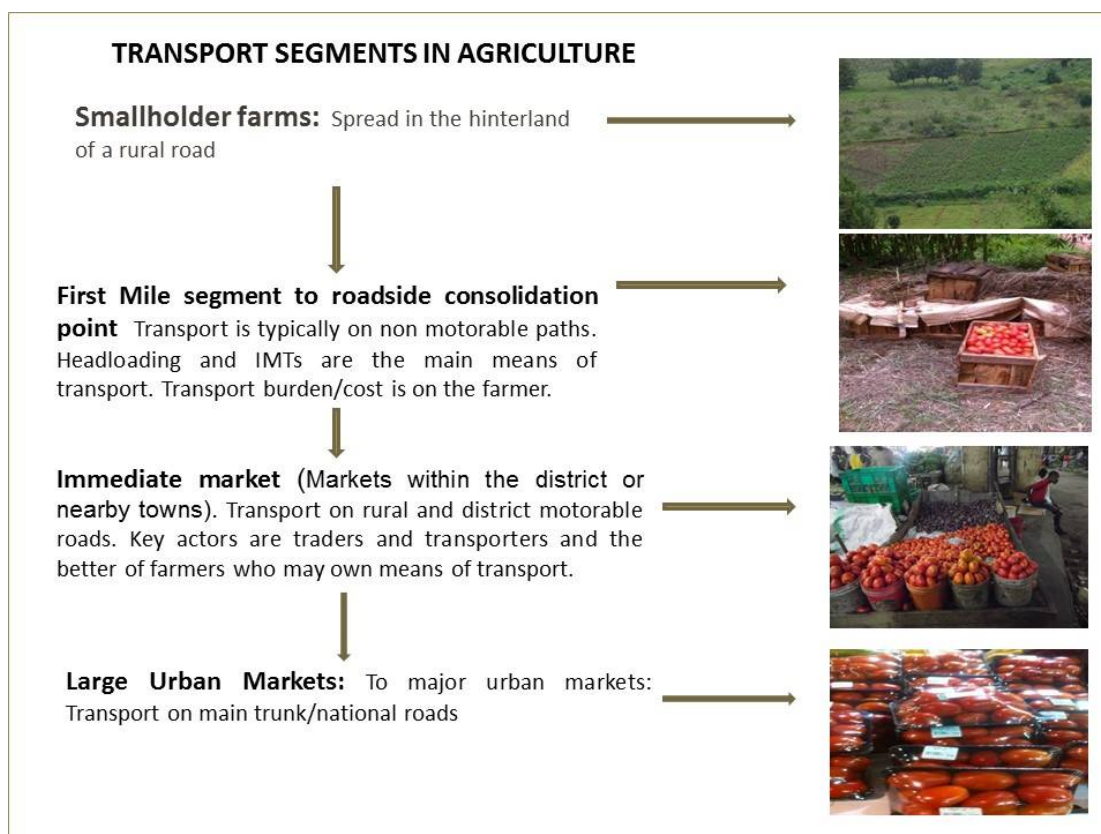 TRANSPORT SEGMENTS IN AGRICULTURE
Smallholder farms: Spread in the hinterland
of a rural road
First Mile segment to roadside consolidation
point Transport is typically on non motorable paths.
Headloading and IMTs are the main means of
transport. Transport burden/cost is on the farmer.
Immediate market (Markets within the district or
nearby towns). Transport on rural and district motorable
roads. Key actors are traders and transporters and the
better of farmers who may own means of transport.
Large Urban Markets: To major urban markets:
Transport on main trunk/national roads